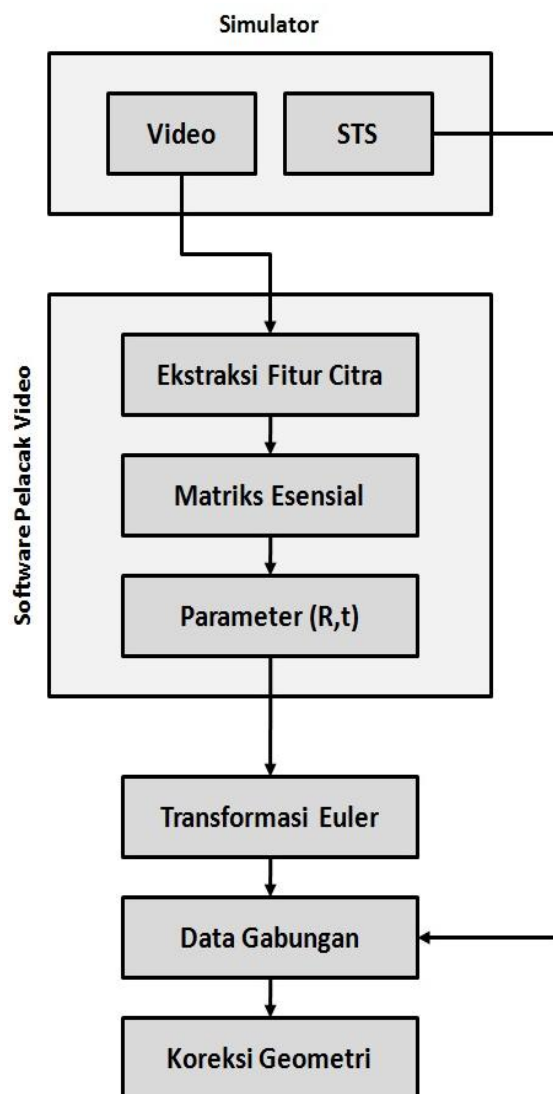 Simulator
Video
STS
Software Pelacak Video
Ekstraksi Fitur Citra
Matriks Esensial
Parameter (R,t)
Transformasi Euler
Data Gabungan
Koreksi Geometri